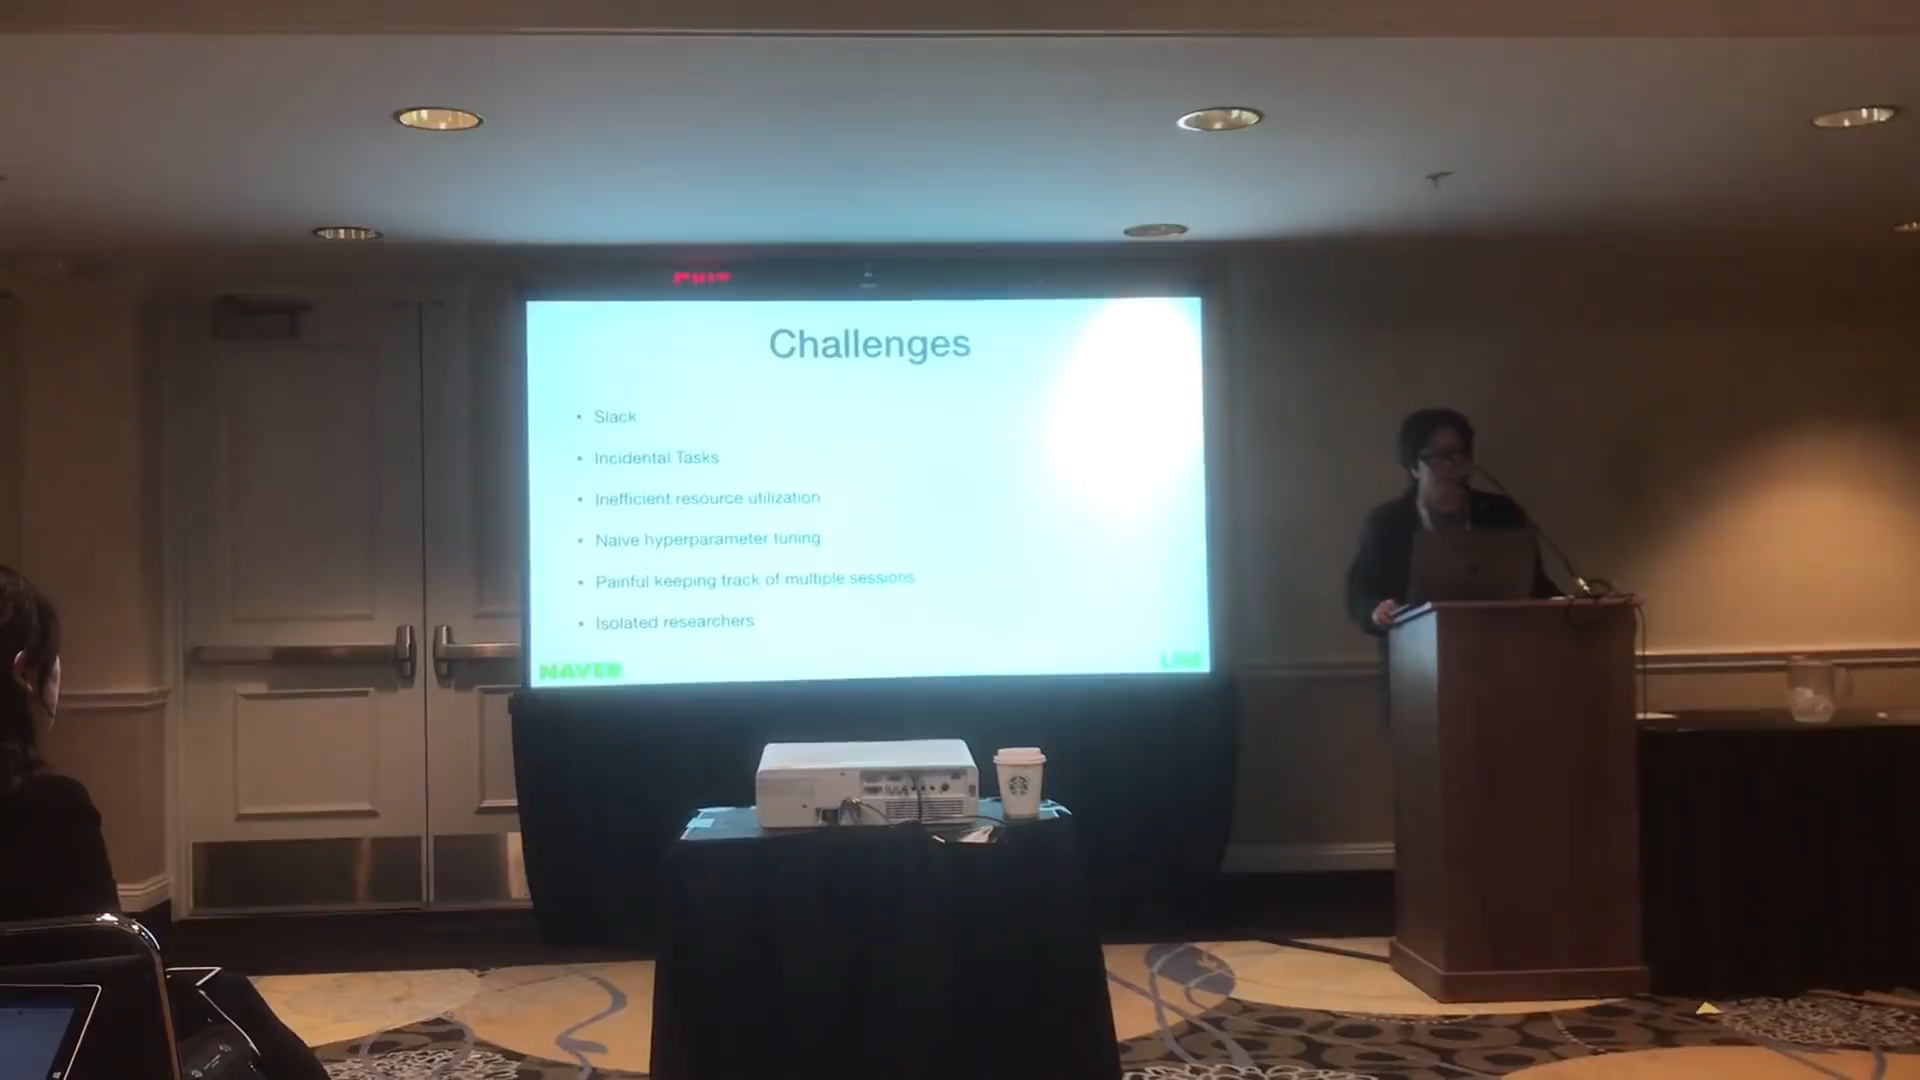 Challenges
• Slack
• Incidental Tasks
• Inefficient resource utilization
• Naive hyperparameter tuning
• Painful keeping track of multiple sessions
• Isolated researchers
NAVER
LINE